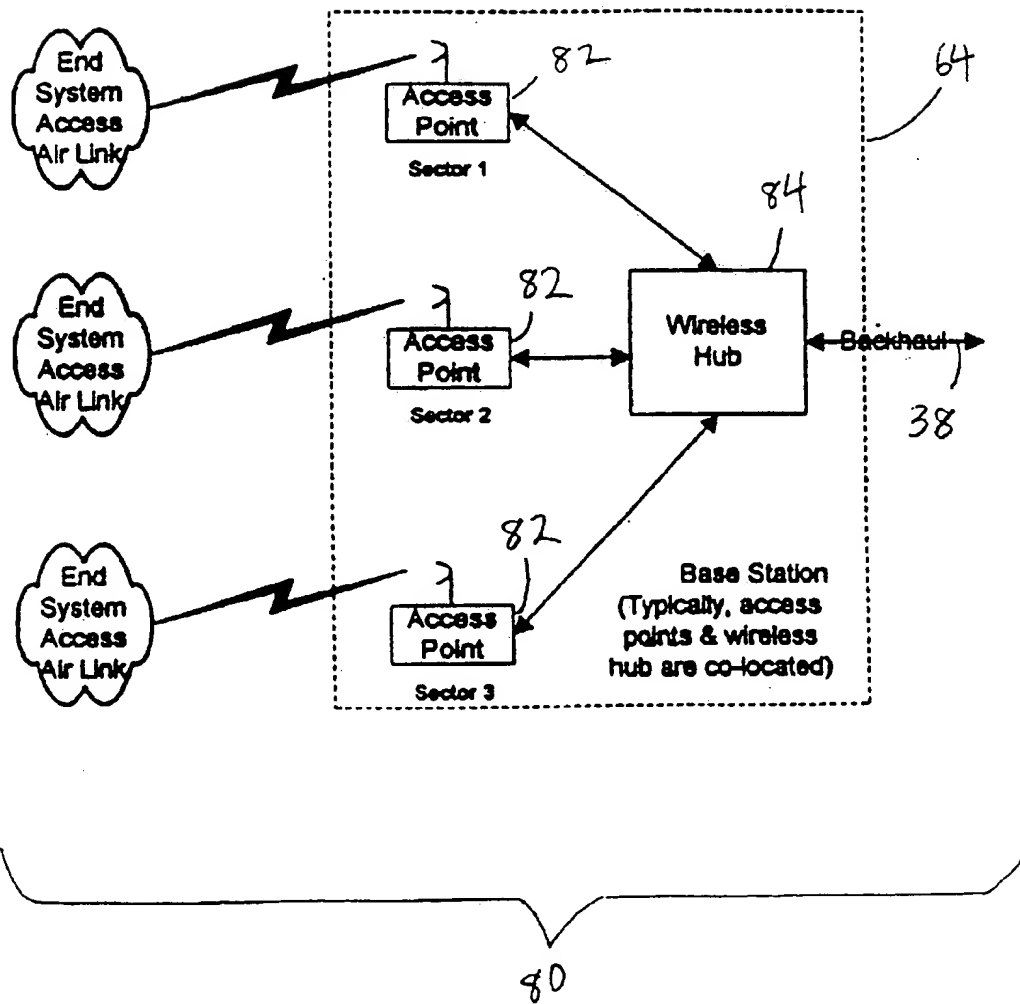 End
System
Access
Air Link
82
Access
Point
Sector 1
64
84
End
System
Access
Air Link
82
Access
Point
Sector 2
Wireless
Hub
Backhaul
38
End
System
Access
Air Link
82
Access
Point
Sector 3
Base Station
(Typically, access
points & wireless
hub are co-located)
80